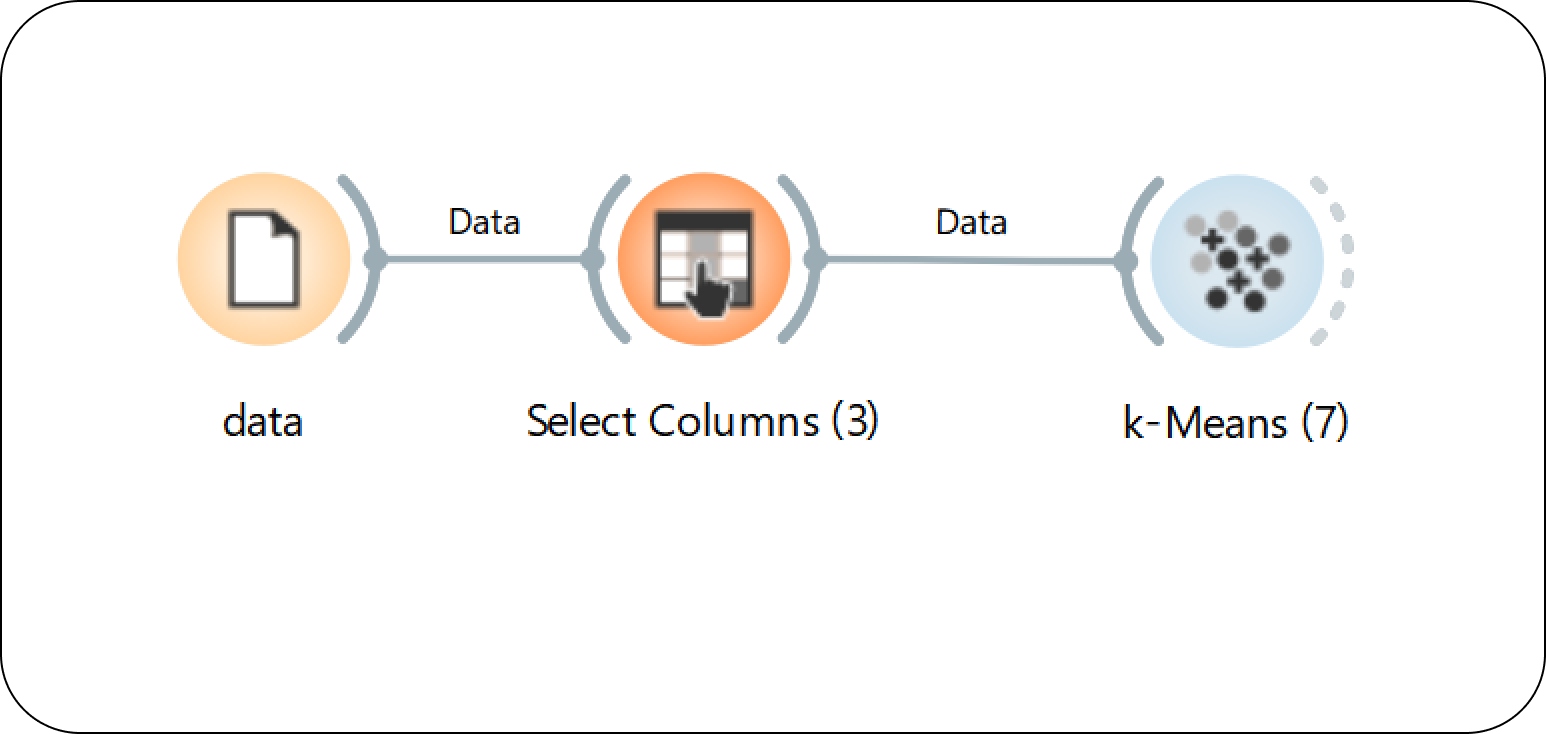 Data
Data
data
Select Columns (3)
k-Means (7)